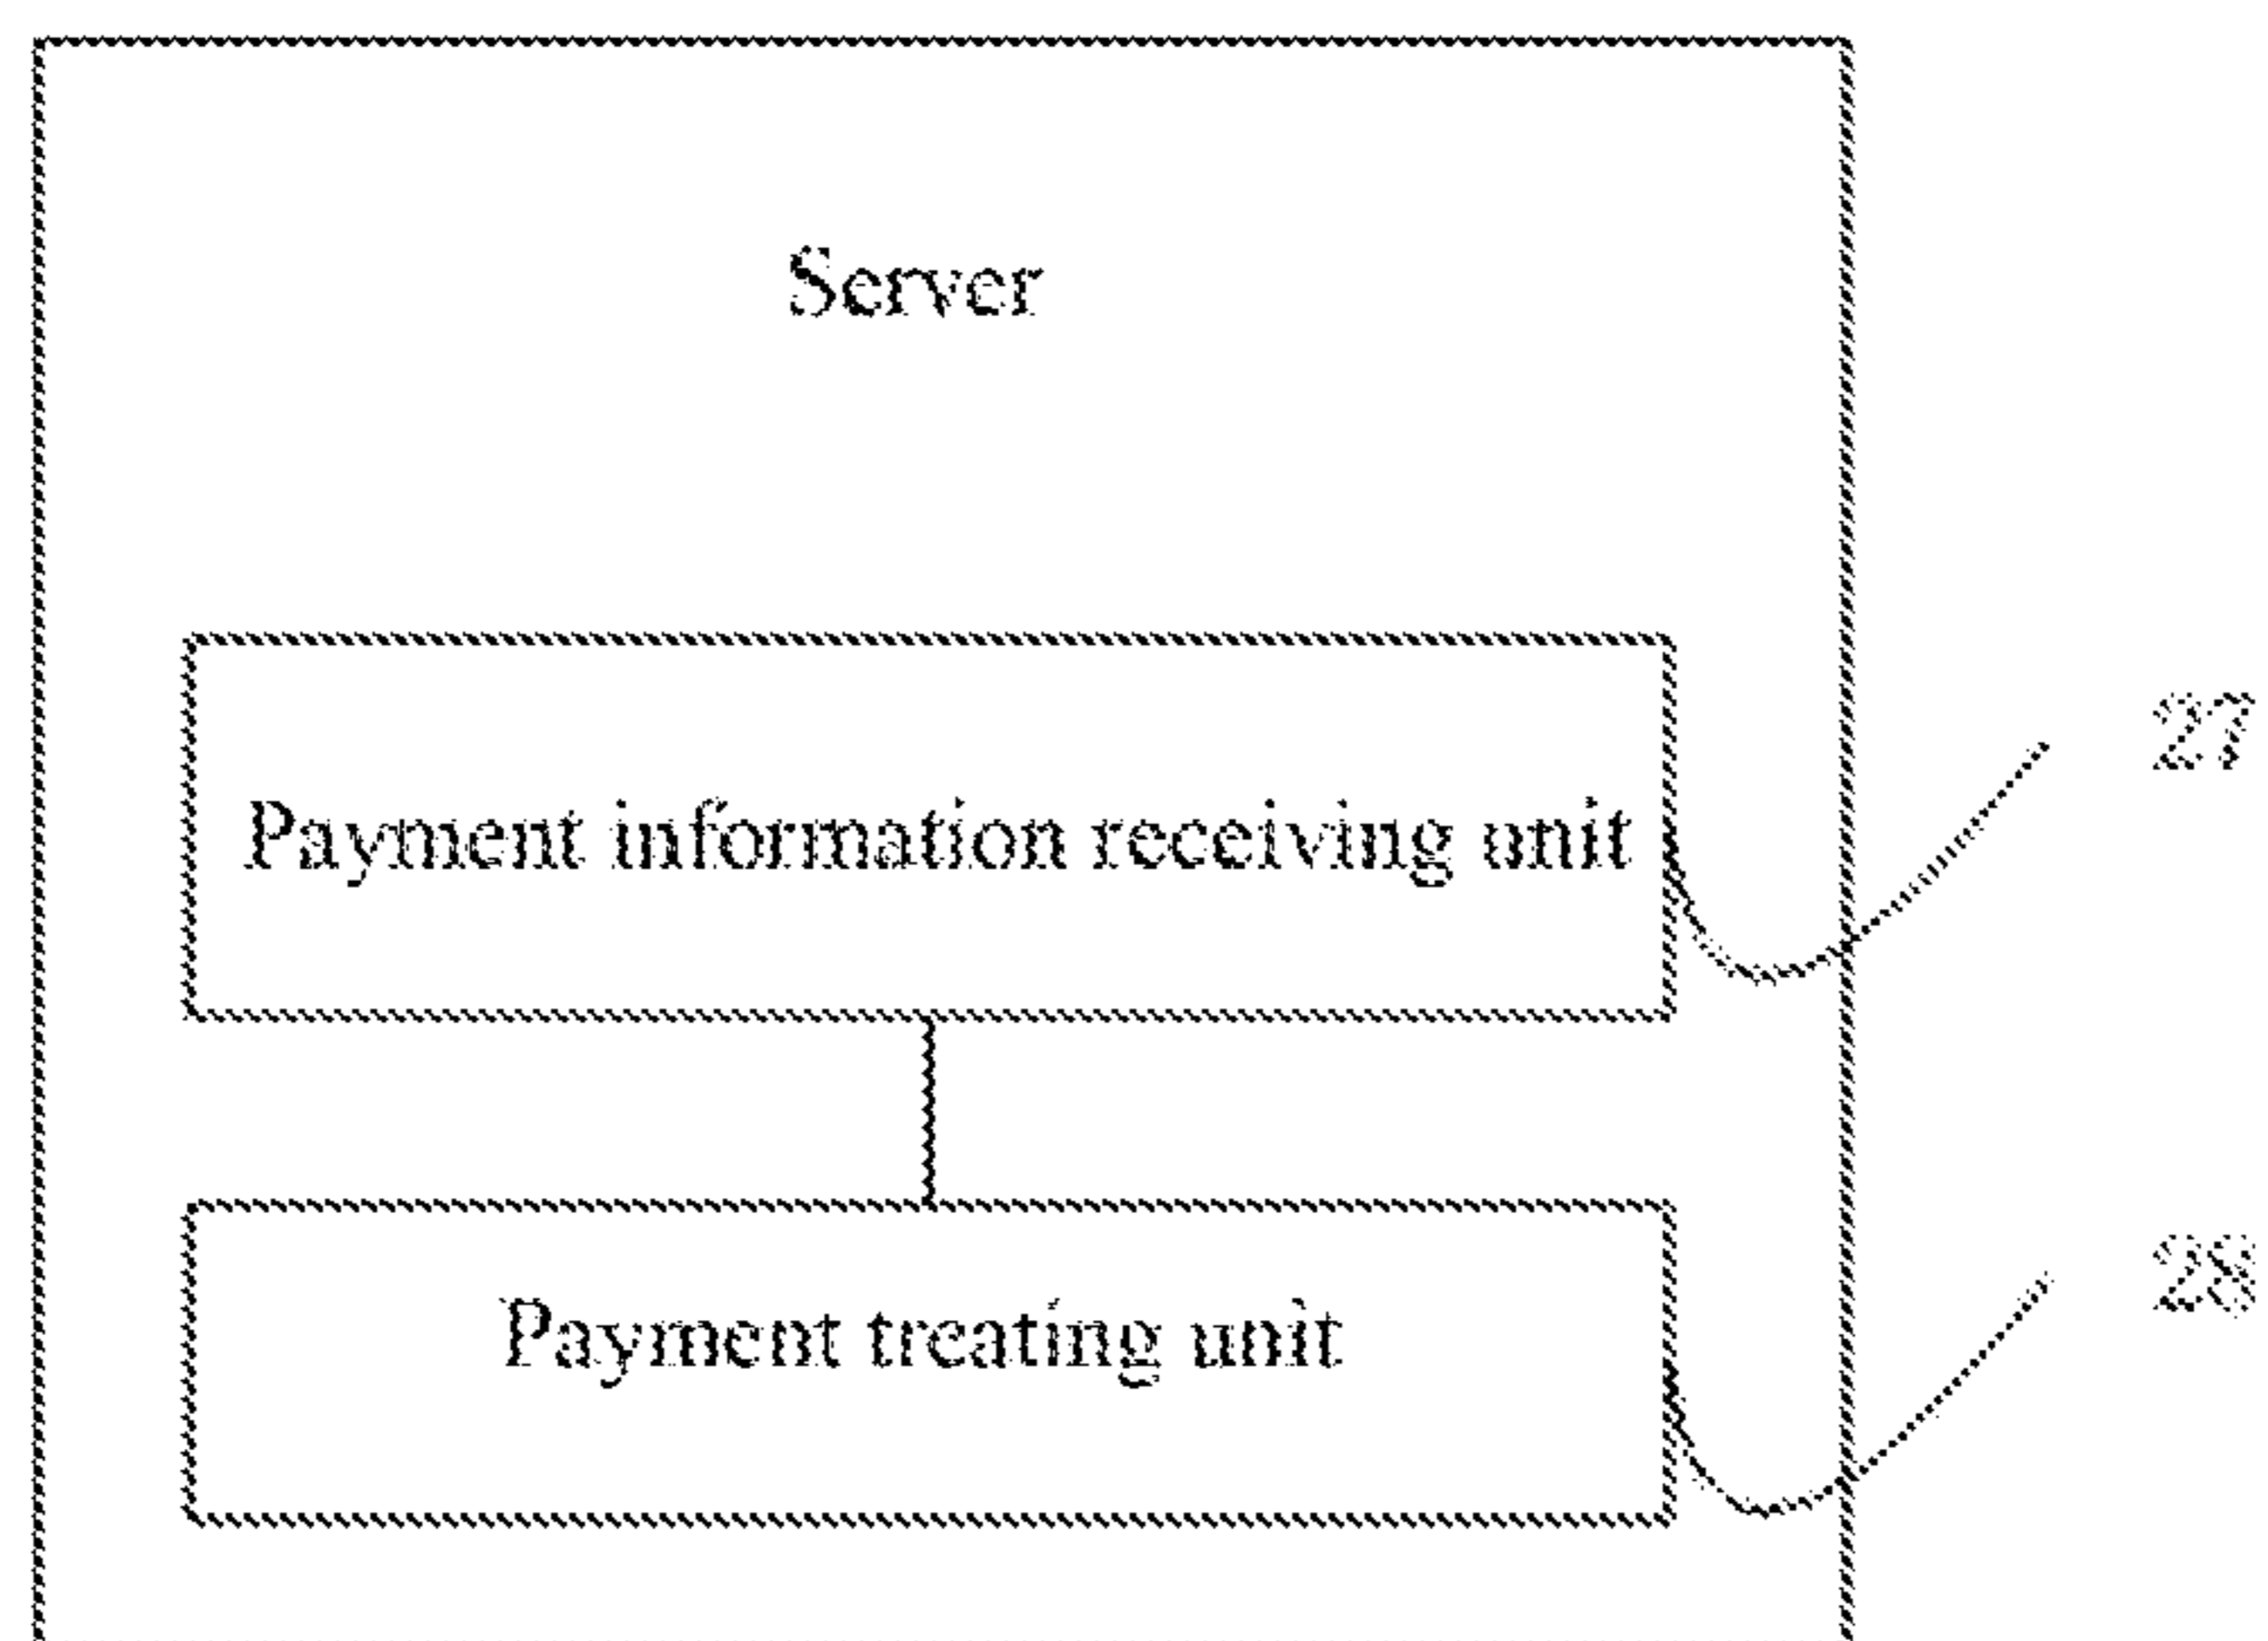 Server
27
Payment information receiving unit
28
Payment treating unit